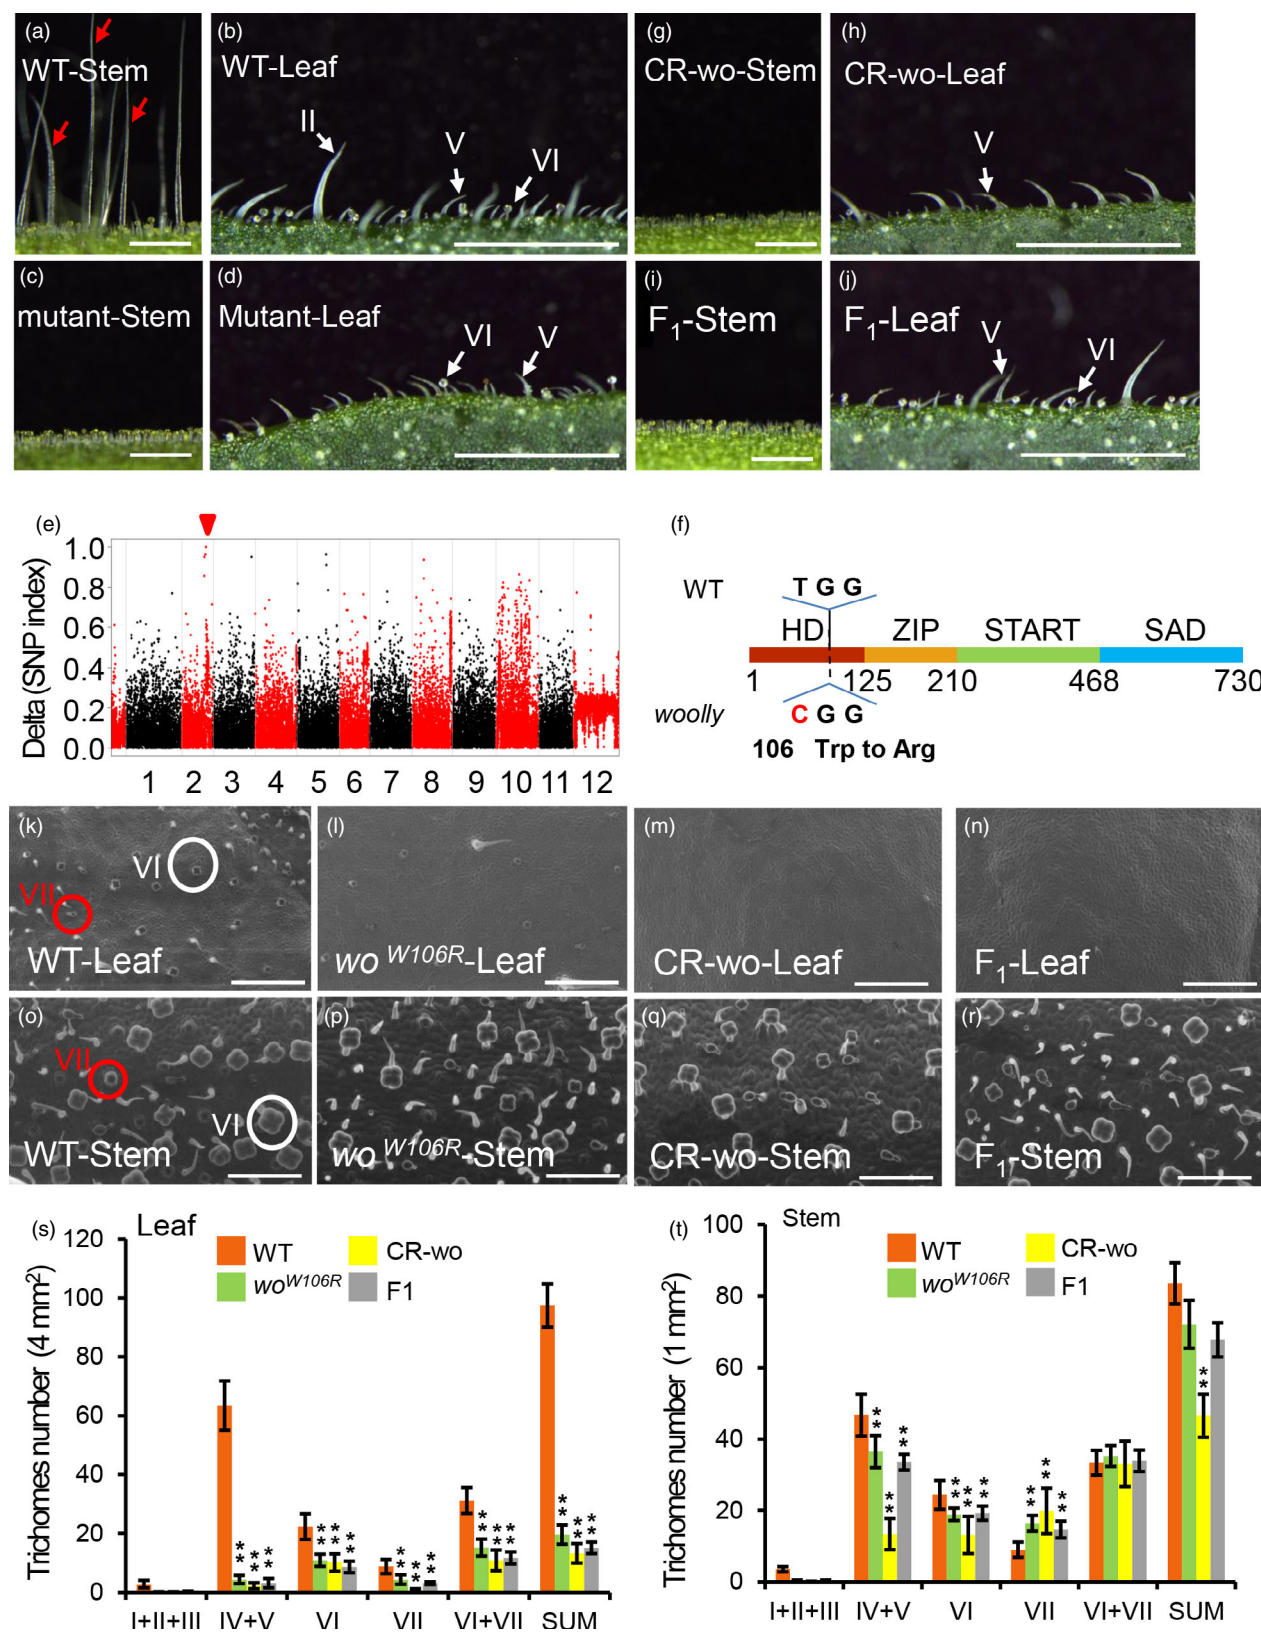 (a)
WT-Stem
(b)
WT-Leaf
II
V
VI
(g)
CR-wo-Stem
(h)
CR-wo-Leaf
V
(c)
mutant-Stem
(d)
Mutant-Leaf
VI
V
(i)
F1-Stem
(j)
F1-Leaf
V
VI
(e)
Delta (SNP index)
1.0
0.8
0.6
0.4
0.2
0.0
1 2 3 4 5 6 7 8 9 10 11 12
(f)
WT
T G G
HD ZIP START SAD
1 125 210 468 730
woolly
C G G
106 Trp to Arg
(k)
VI
VII
WT-Leaf
(l)
wo W106R-Leaf
(m)
CR-wo-Leaf
(n)
F1-Leaf
(o)
VII
VI
WT-Stem
(p)
wo W106R-Stem
(q)
CR-wo-Stem
(r)
F1-Stem
(s)
Leaf
Trichomes number (4 mm2)
120
100
80
60
40
20
0
WT
CR-wo
woW106R
F1
** ** **
** ** **
** ** **
** ** **
** ** **
I+II+III IV+V VI VII VI+VII SUM
(t)
Stem
Trichomes number (1 mm2)
100
80
60
40
20
0
WT
CR-wo
woW106R
F1
** ** **
** ** **
** ** **
**
I+II+III IV+V VI VII VI+VII SUM